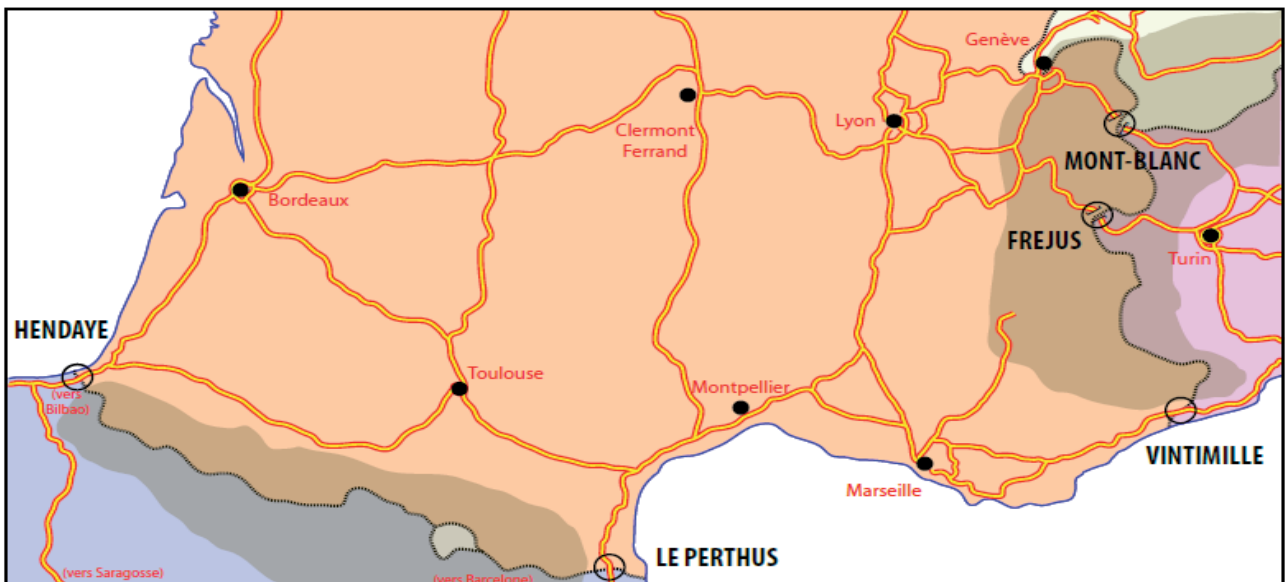 Genève
Clermont
Ferrand
Lyon
MONT-BLANC
Bordeaux
FREJUS
Turin
HENDAYE
Toulouse
Montpellier
(vers
Bilbao)
VINTIMILLE
Marseille
LE PERTHUS
(vers Saragosse)
(vers Barcelone)